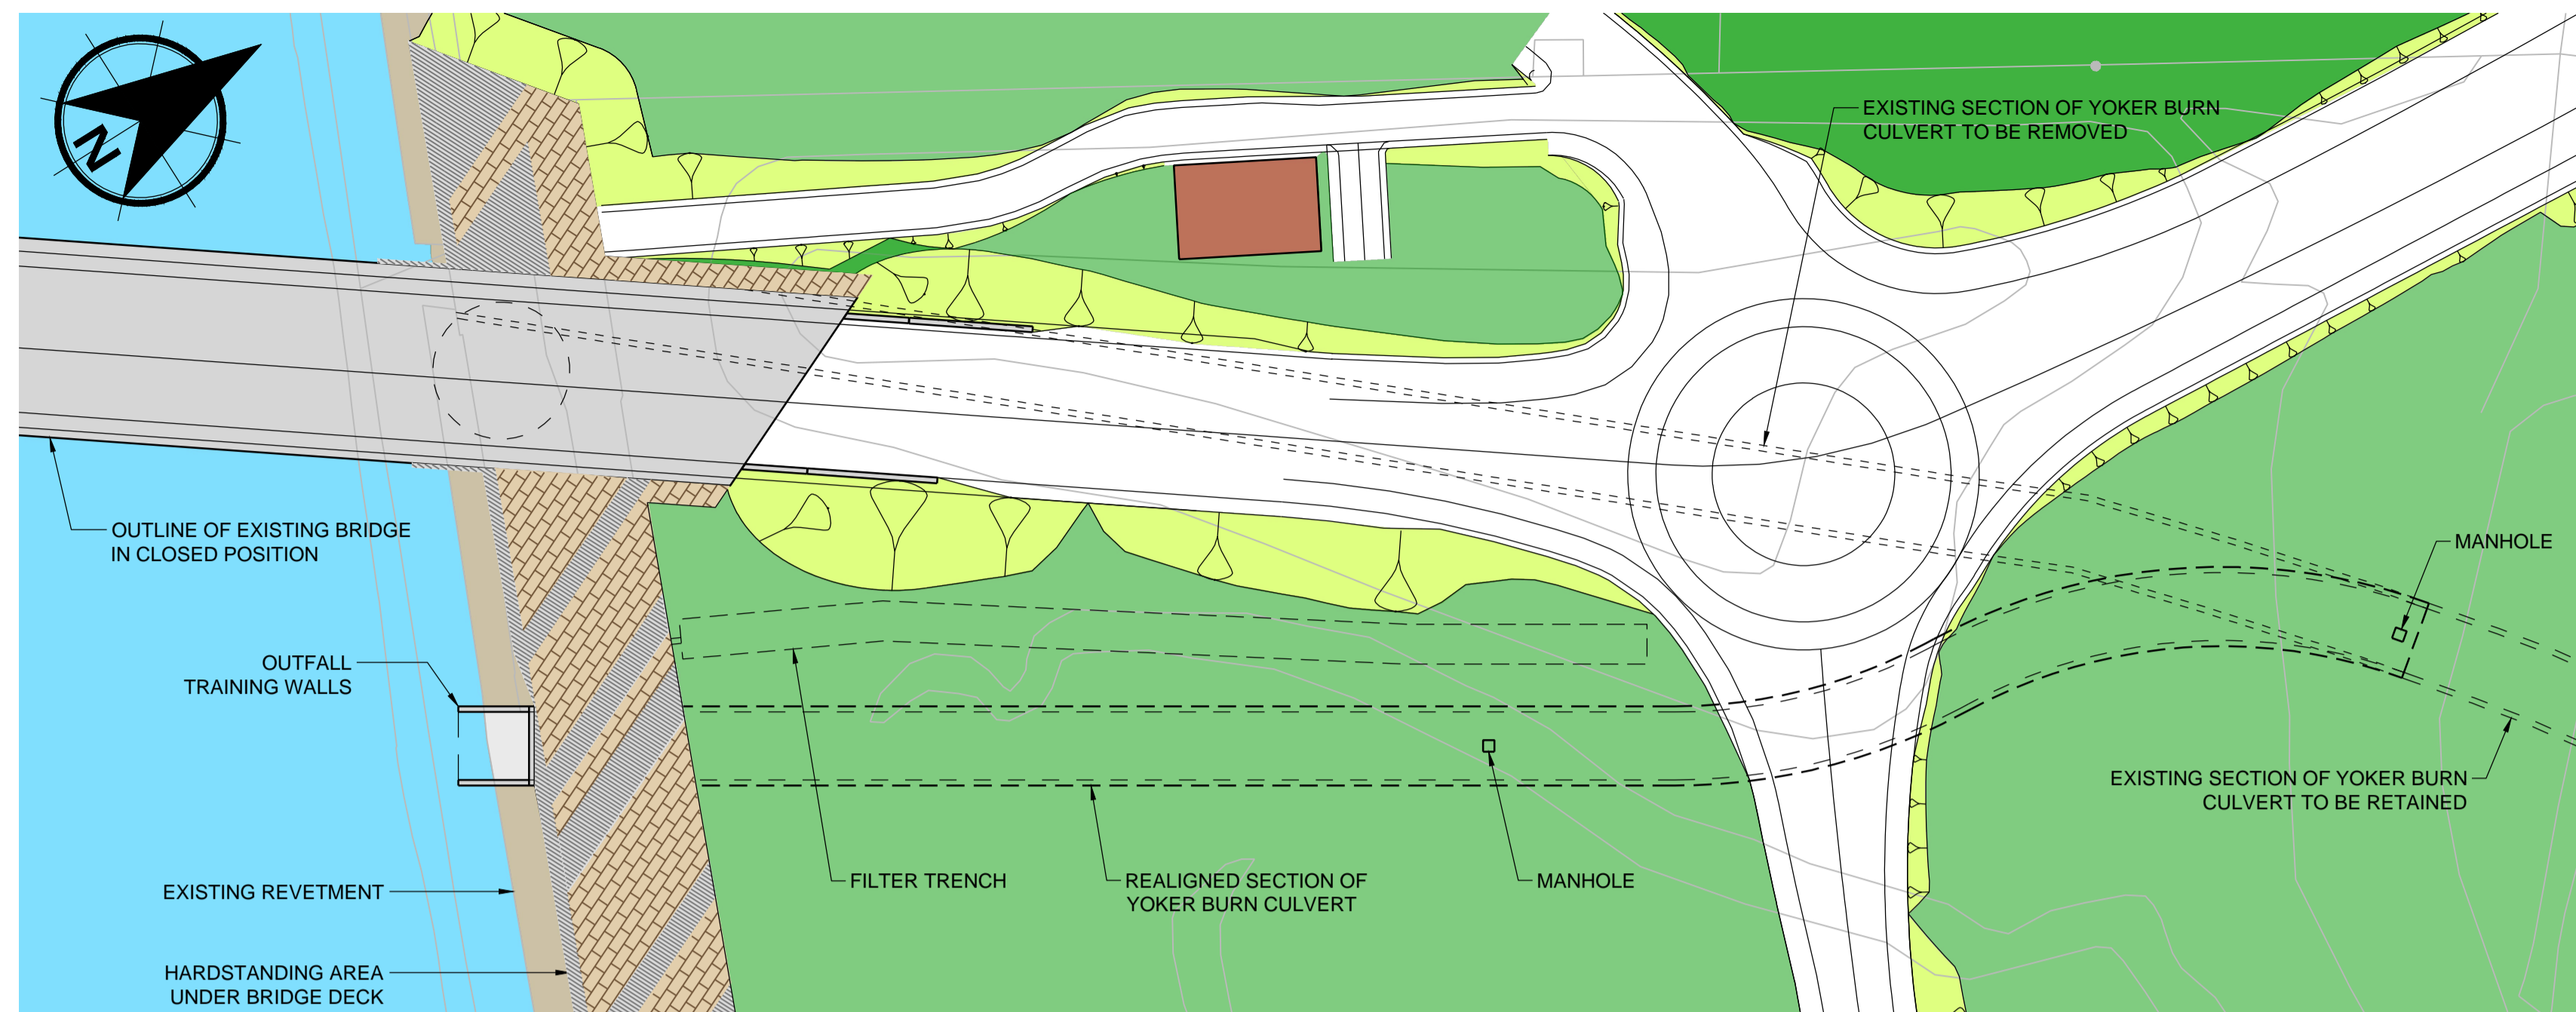 N
EXISTING SECTION OF YOKER BURN
CULVERT TO BE REMOVED
OUTLINE OF EXISTING BRIDGE
IN CLOSED POSITION
MANHOLE
OUTFALL
TRAINING WALLS
EXISTING SECTION OF YOKER BURN
CULVERT TO BE RETAINED
EXISTING REVETMENT
FILTER TRENCH
REALIGNED SECTION OF
YOKER BURN CULVERT
MANHOLE
HARDSTANDING AREA
UNDER BRIDGE DECK